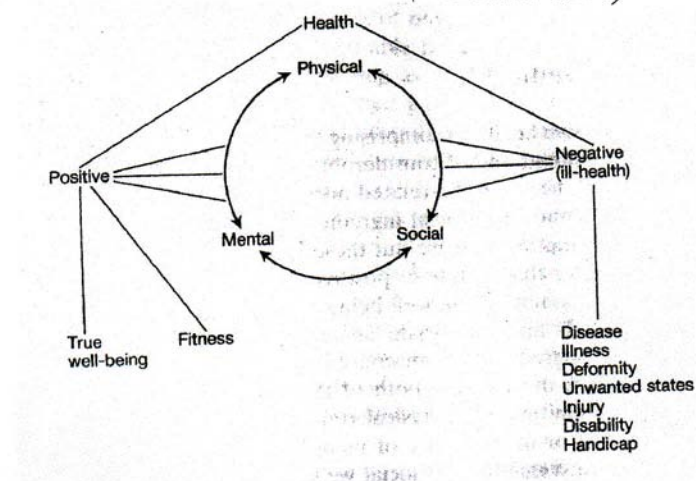 Health
Physical
Positive
Negative
(ill-health)
Mental
Social
True
well-being
Fitness
Disease
Illness
Deformity
Unwanted states
Injury
Disability
Handicap